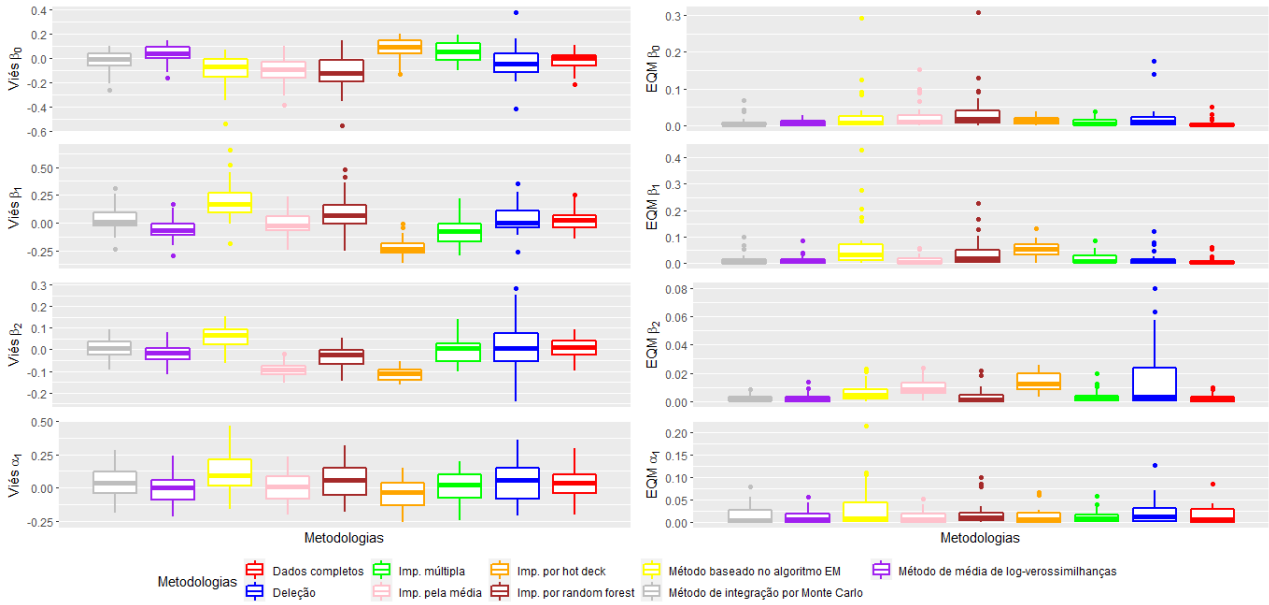 Viés β0
0.4
0.2
0.0
-0.2
-0.4
-0.6
EQM β0
0.3
0.2
0.1
0.0
Viés β1
0.50
0.25
0.00
-0.25
EQM β1
0.4
0.3
0.2
0.1
0.0
Viés β2
0.3
0.2
0.1
0.0
-0.1
-0.2
EQM β2
0.08
0.06
0.04
0.02
0.00
Viés α1
0.50
0.25
0.00
-0.25
EQM α1
0.20
0.15
0.10
0.05
0.00
Metodologias
Metodologias
Metodologias
Dados completos
Imp. múltipla
Imp. por hot deck
Método baseado no algoritmo EM
Método de média de log-verossimilhanças
Deleção
Imp. pela média
Imp. por random forest
Método de integração por Monte Carlo